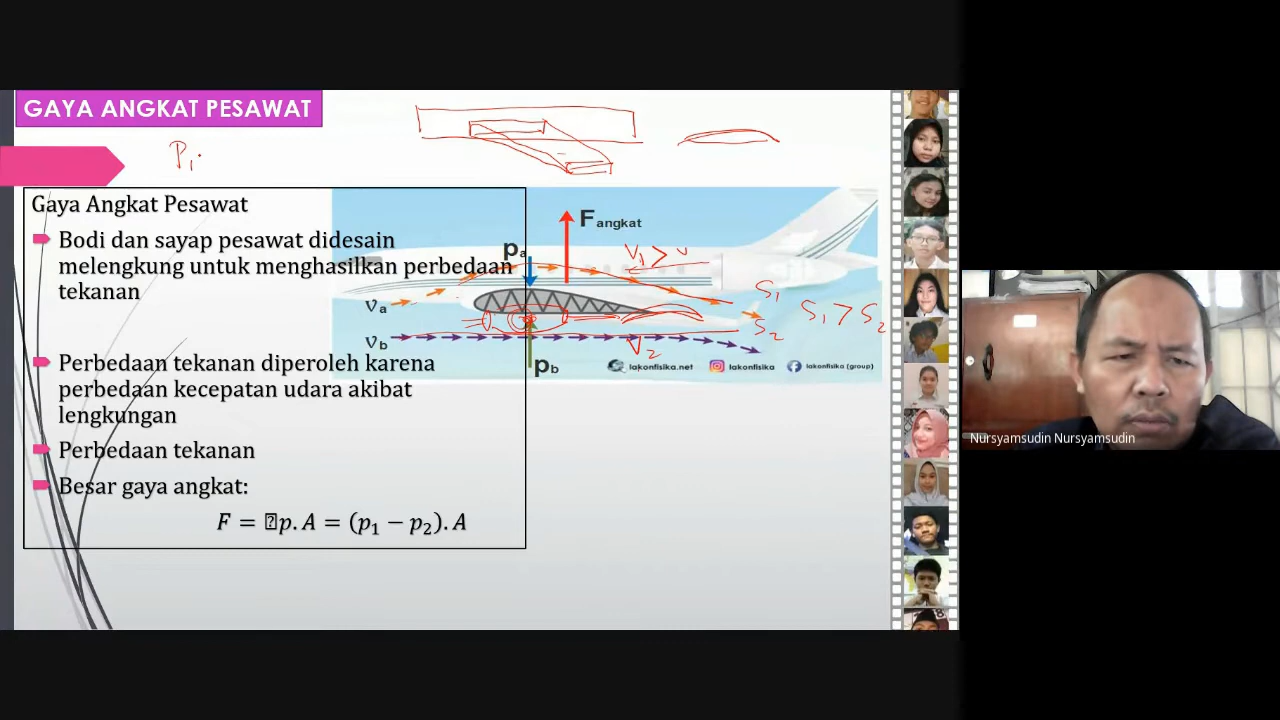 GAYA ANGKAT PESAWAT
P₁.
Gaya Angkat Pesawat
Bodi dan sayap pesawat didesain
melengkung untuk menghasilkan perbedaan
tekanan
Perbedaan tekanan diperoleh karena
perbedaan kecepatan udara akibat
lengkungan
Perbedaan tekanan
Besar gaya angkat:
F = p. A = (p₁ − p₂). A
F angkat
pa
V₁ > v
va
S₁
S₁ > S₂
S₂
vb
V₂
pb
lakonfisika.net
lakonfisika
lakonfisika (group)
Nursyamsudin Nursyamsudin